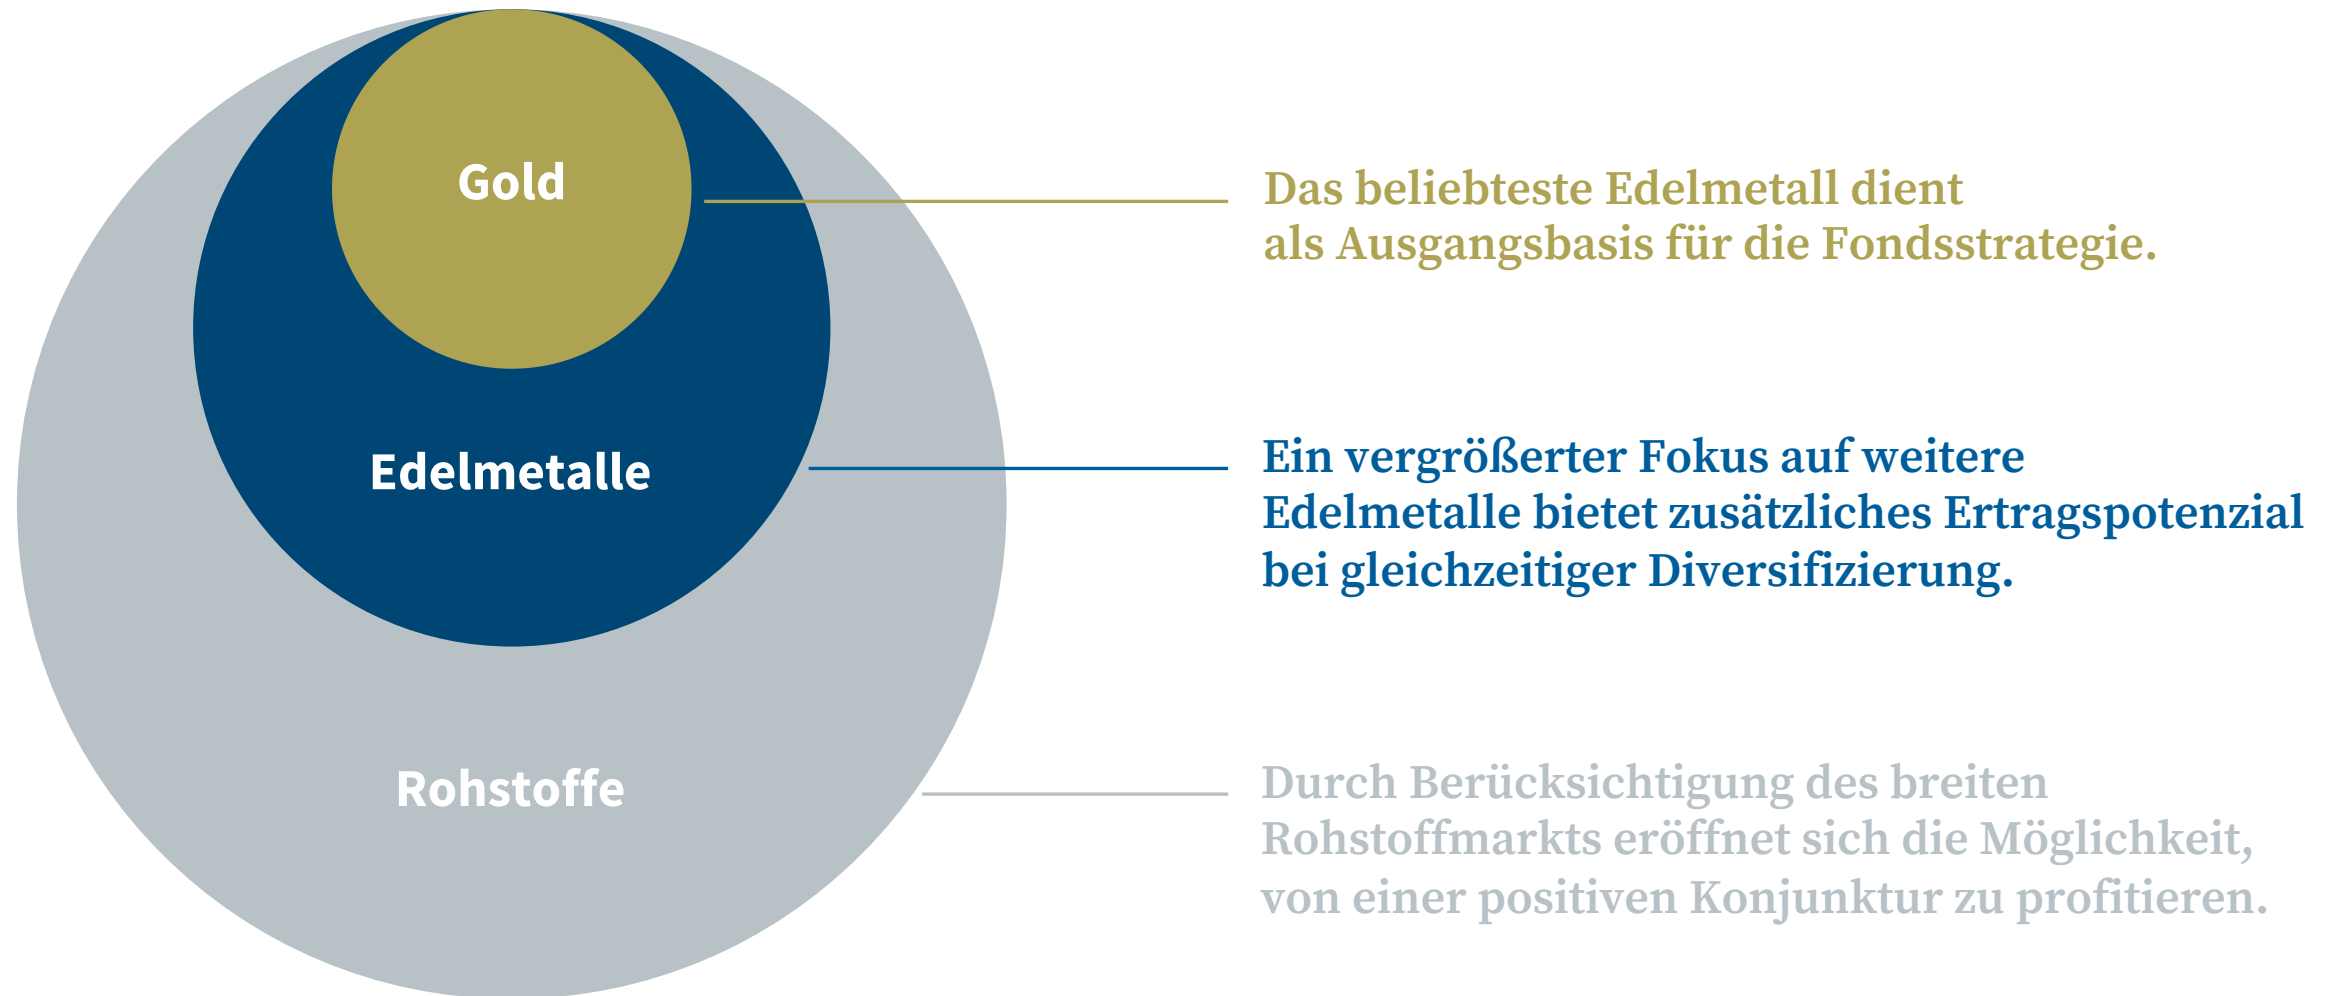 Gold
Das beliebteste Edelmetall dient
als Ausgangsbasis für die Fondsstrategie.
Edelmetalle
Ein vergrößerter Fokus auf weitere
Edelmetalle bietet zusätzliches Ertragspotenzial
bei gleichzeitiger Diversifizierung.
Rohstoffe
Durch Berücksichtigung des breiten
Rohstoffmarkts eröffnet sich die Möglichkeit,
von einer positiven Konjunktur zu profitieren.